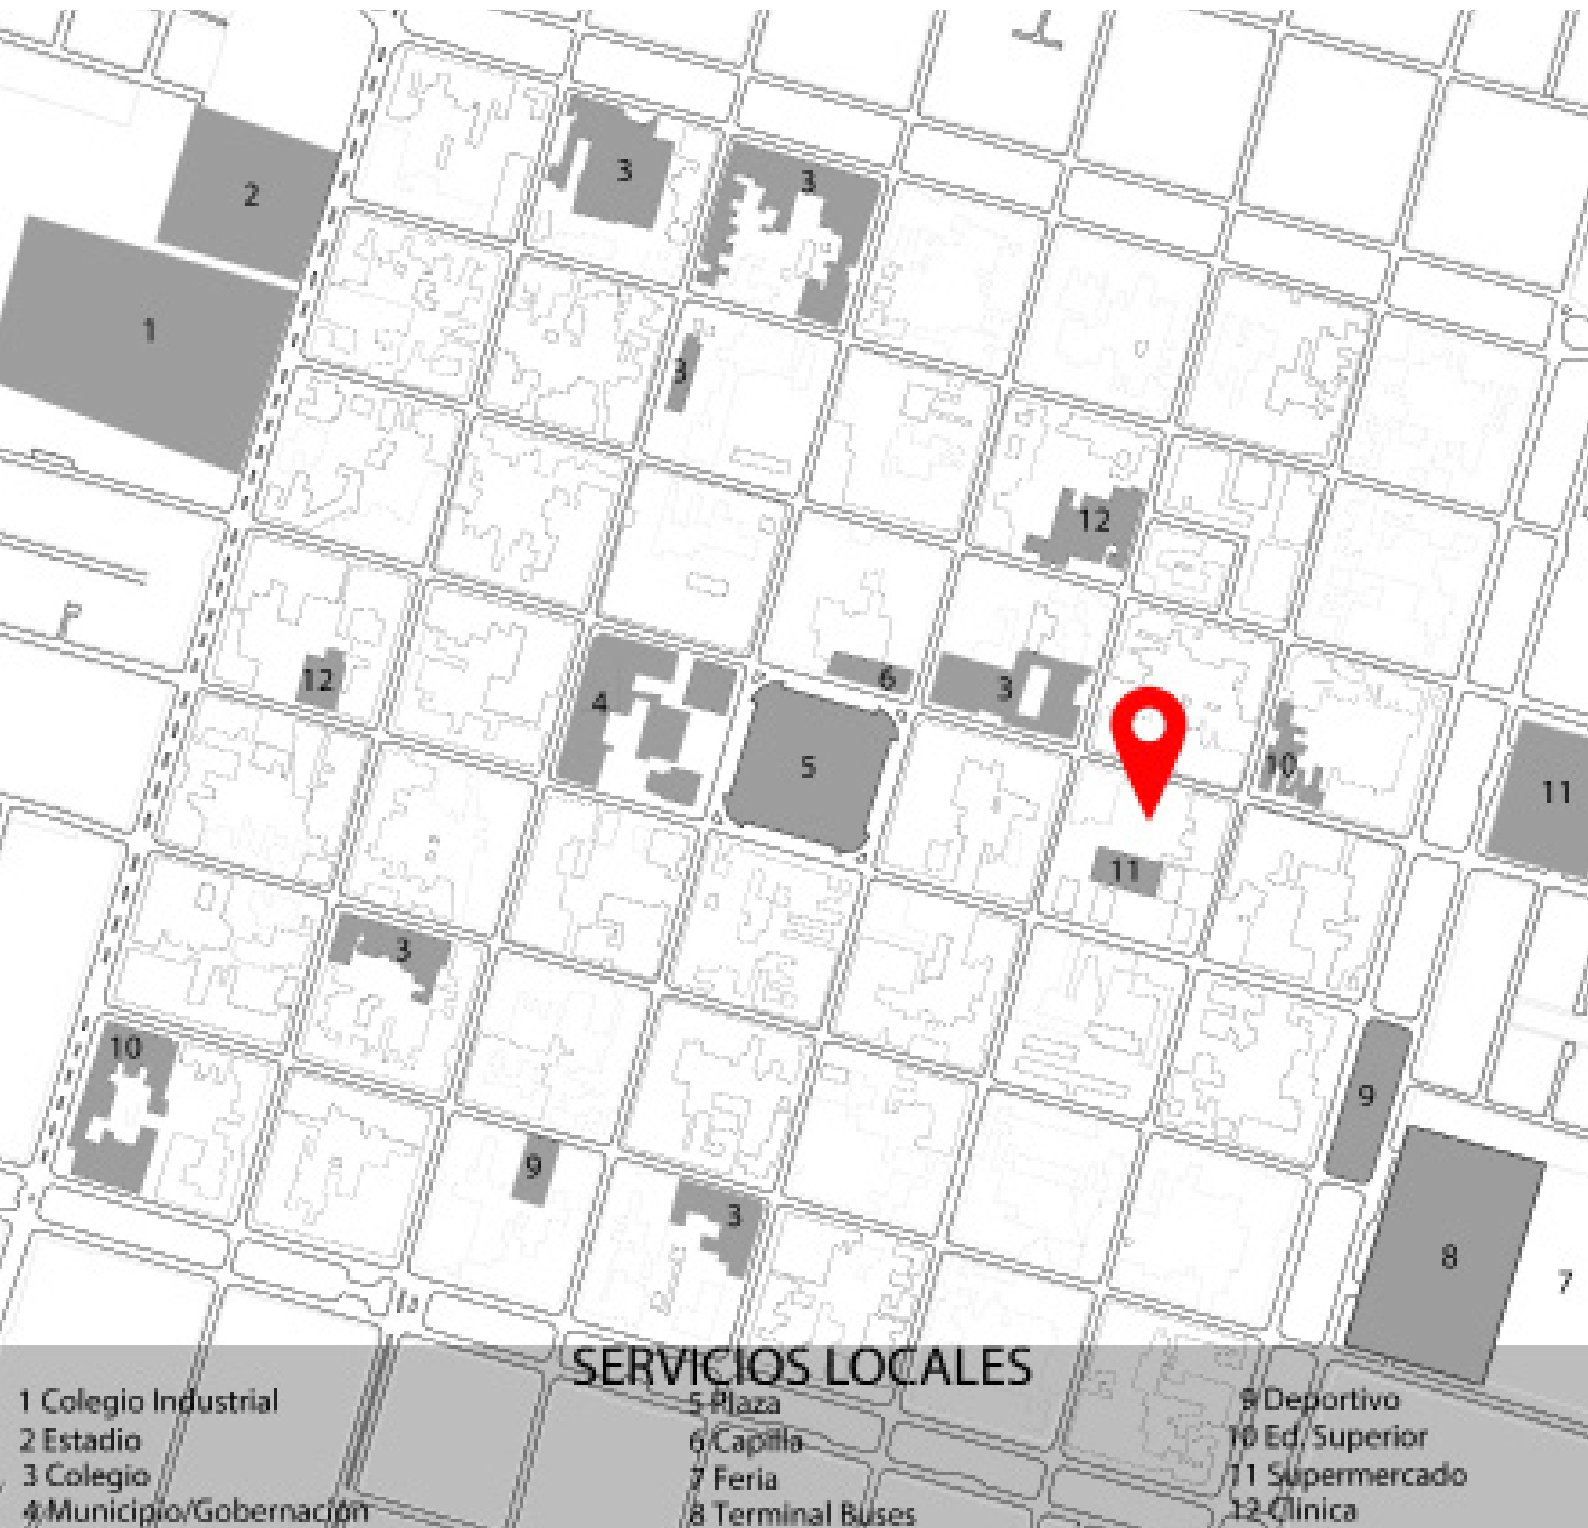 3
3
2
1
3
12
12
6
3
4
5
10
11
11
3
10
9
9
3
8
7
SERVICIOS LOCALES
1 Colegio Industrial
2 Estadio
3 Colegio
4 Municipio/Gobernación
5 Plaza
6 Capilla
7 Feria
8 Terminal Buses
9 Deportivo
10 Ed. Superior
11 Supermercado
12 Clinica